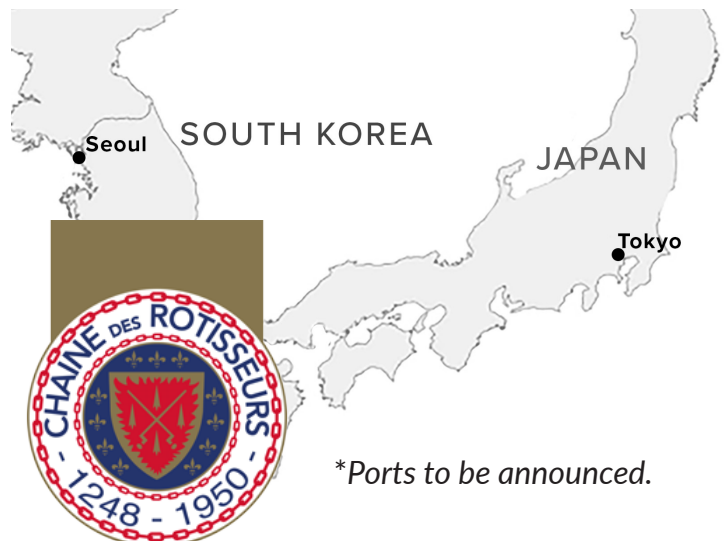 Seoul
SOUTH KOREA
JAPAN
Tokyo
CHAINE DES ROTISSEURS
- 1248 - 1950 -
*Ports to be announced.